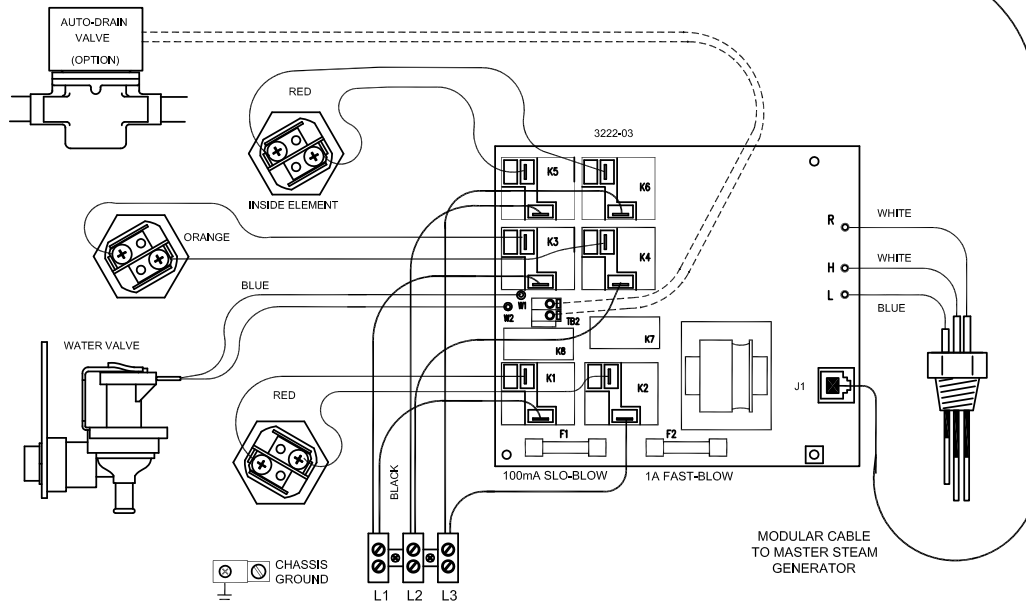 AUTO-DRAIN
VALVE
(OPTION)
RED
INSIDE ELEMENT
3222-03
K5
K6
ORANGE
K3
K4
R
WHITE
H
WHITE
L
BLUE
BLUE
W1
W2
TB2
K8
K7
WATER VALVE
RED
K1
K2
J1
F1
F2
100mA SLO-BLOW
1A FAST-BLOW
BLACK
MODULAR CABLE
TO MASTER STEAM
GENERATOR
CHASSIS
GROUND
L1
L2
L3